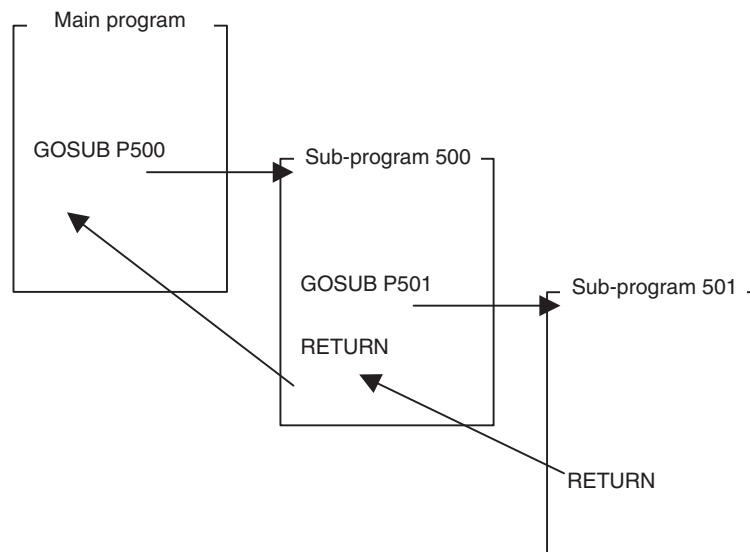 Main program
GOSUB P500
Sub-program 500
GOSUB P501
Sub-program 501
RETURN
RETURN